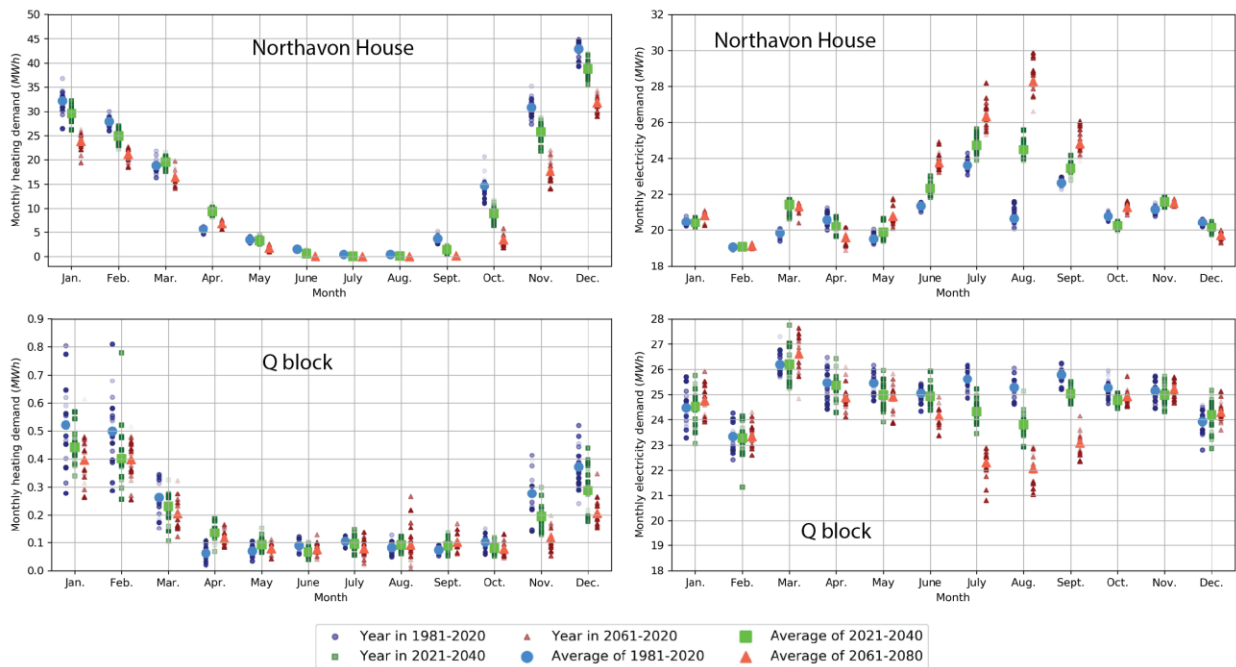 50
45
40
35
30
25
20
15
10
5
0
Monthly heating demand (MWh)
Northavon House
Jan. Feb. Mar. Apr. May June July Aug. Sept. Oct. Nov. Dec.
Month
32
30
28
26
24
22
20
18
Monthly electricity demand (MWh)
Northavon House
Jan. Feb. Mar. Apr. May June July Aug. Sept. Oct. Nov. Dec.
Month
0.9
0.8
0.7
0.6
0.5
0.4
0.3
0.2
0.1
0.0
Monthly heating demand (MWh)
Q block
Jan. Feb. Mar. Apr. May June July Aug. Sept. Oct. Nov. Dec.
Month
28
27
26
25
24
23
22
21
20
19
18
Monthly electricity demand (MWh)
Q block
Jan. Feb. Mar. Apr. May June July Aug. Sept. Oct. Nov. Dec.
Month
Year in 1981-2020 Year in 2061-2020 Average of 2021-2040
Year in 2021-2040 Average of 1981-2020 Average of 2061-2080